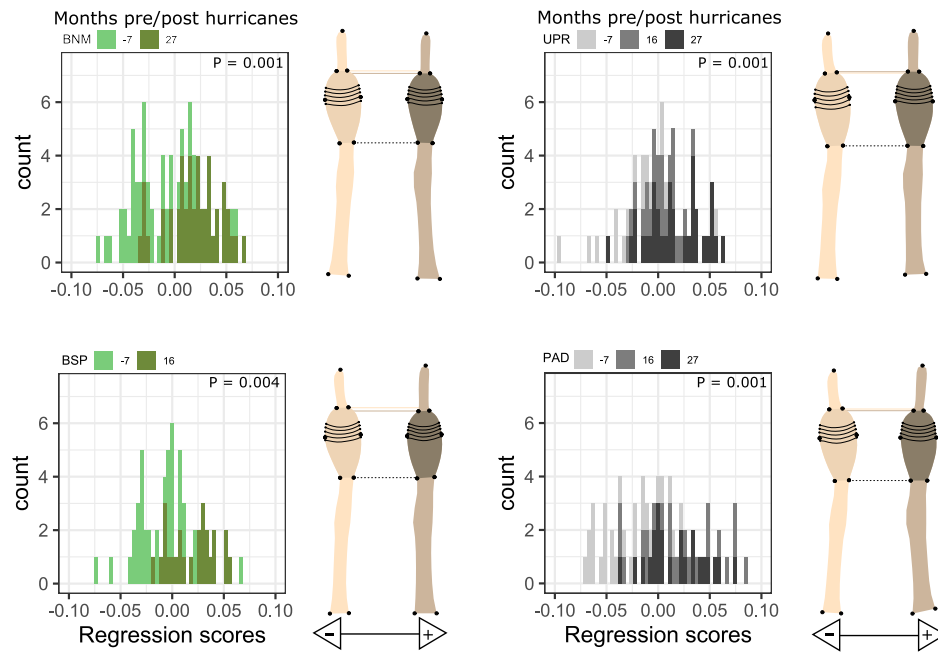 Months pre/post hurricanes
BNM -7 27
P = 0.001
count
6
4
2
0
-0.10 -0.05 0.00 0.05 0.10
Months pre/post hurricanes
UPR -7 16 27
P = 0.001
count
6
4
2
0
-0.10 -0.05 0.00 0.05 0.10
BSP -7 16
P = 0.004
count
6
4
2
0
-0.10 -0.05 0.00 0.05 0.10
Regression scores
- +
PAD -7 16 27
P = 0.001
count
6
4
2
0
-0.10 -0.05 0.00 0.05 0.10
Regression scores
- +